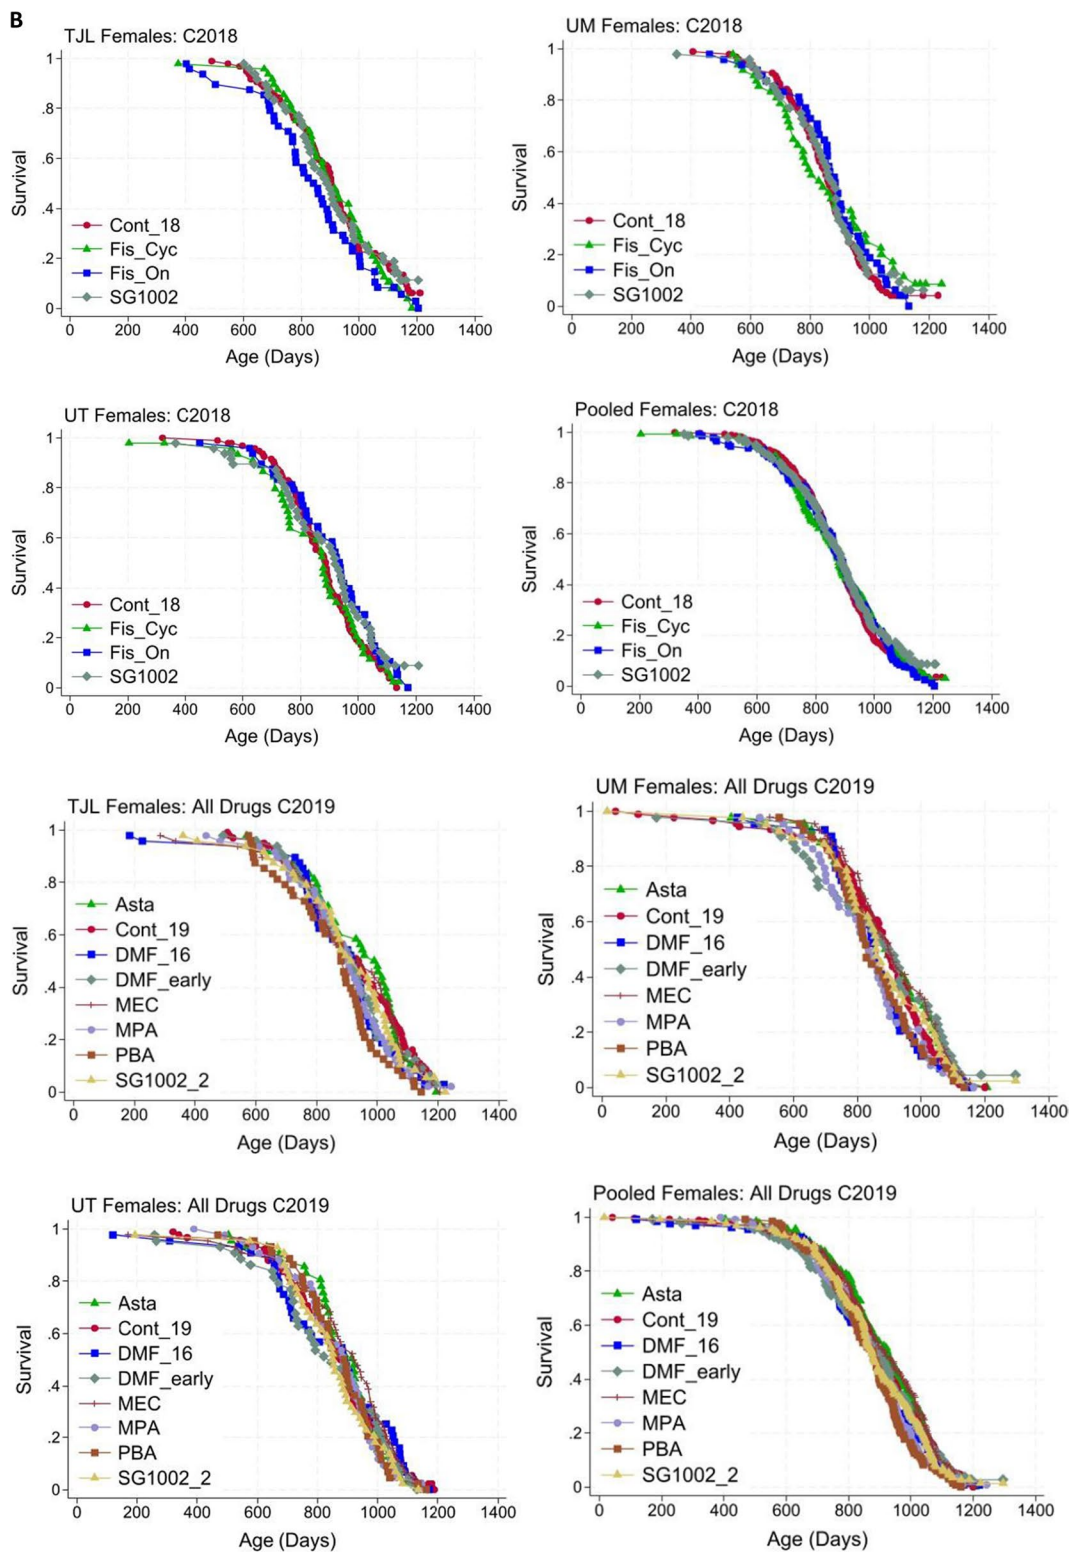 B
TJL Females: C2018
Survival
1
.8
.6
.4
.2
0
Cont_18
Fis_Cyc
Fis_On
SG1002
0 200 400 600 800 1000 1200 1400
Age (Days)
UM Females: C2018
Survival
1
.8
.6
.4
.2
0
Cont_18
Fis_Cyc
Fis_On
SG1002
0 200 400 600 800 1000 1200 1400
Age (Days)
UT Females: C2018
Survival
1
.8
.6
.4
.2
0
Cont_18
Fis_Cyc
Fis_On
SG1002
0 200 400 600 800 1000 1200 1400
Age (Days)
Pooled Females: C2018
Survival
1
.8
.6
.4
.2
0
Cont_18
Fis_Cyc
Fis_On
SG1002
0 200 400 600 800 1000 1200 1400
Age (Days)
TJL Females: All Drugs C2019
Survival
1
.8
.6
.4
.2
0
Asta
Cont_19
DMF_16
DMF_early
MEC
MPA
PBA
SG1002_2
0 200 400 600 800 1000 1200 1400
Age (Days)
UM Females: All Drugs C2019
Survival
1
.8
.6
.4
.2
0
Asta
Cont_19
DMF_16
DMF_early
MEC
MPA
PBA
SG1002_2
0 200 400 600 800 1000 1200 1400
Age (Days)
UT Females: All Drugs C2019
Survival
1
.8
.6
.4
.2
0
Asta
Cont_19
DMF_16
DMF_early
MEC
MPA
PBA
SG1002_2
0 200 400 600 800 1000 1200 1400
Age (Days)
Pooled Females: All Drugs C2019
Survival
1
.8
.6
.4
.2
0
Asta
Cont_19
DMF_16
DMF_early
MEC
MPA
PBA
SG1002_2
0 200 400 600 800 1000 1200 1400
Age (Days)